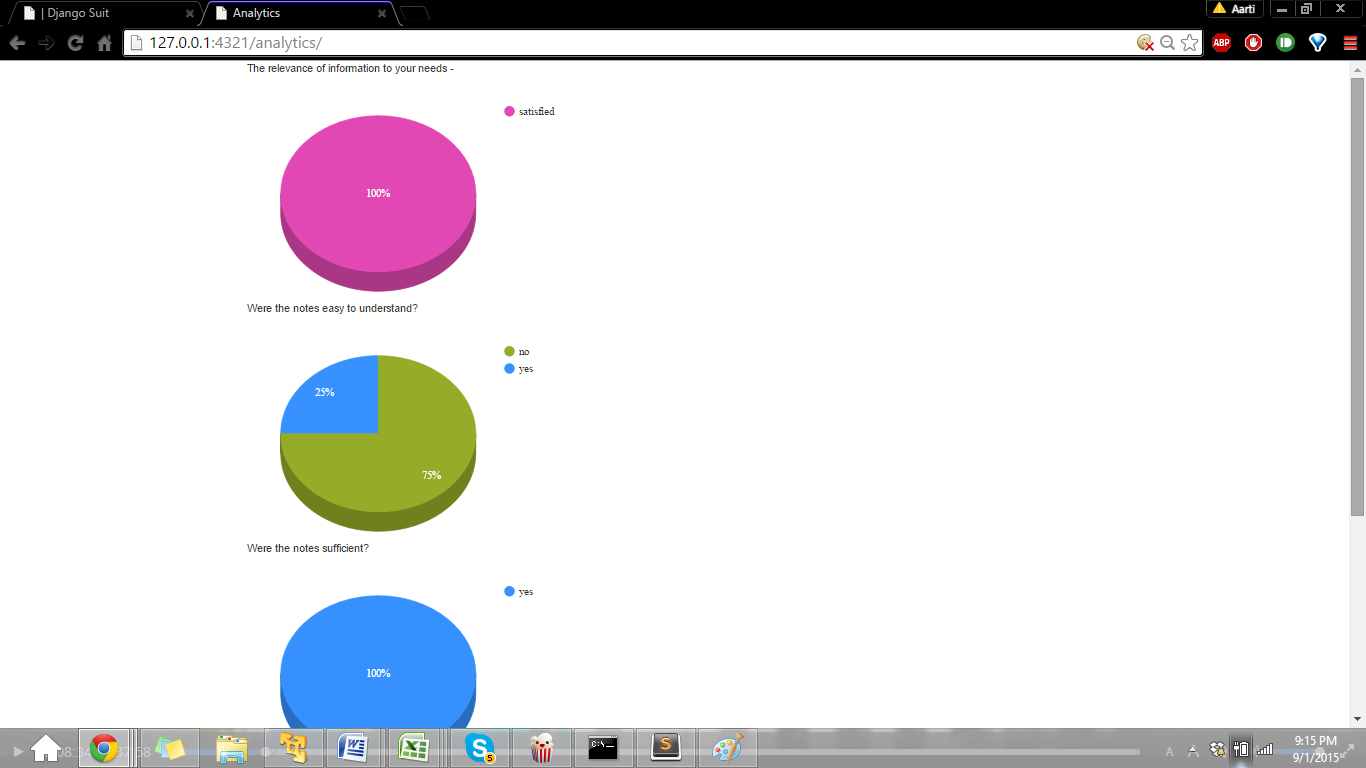 | Django Suit
Analytics
Aarti
127.0.0.1:4321/analytics/
ABP
The relevance of information to your needs -
satisfied
100%
Were the notes easy to understand?
no
yes
25%
75%
Were the notes sufficient?
yes
100%
5
C:\
S
A
9:15 PM
9/1/2015